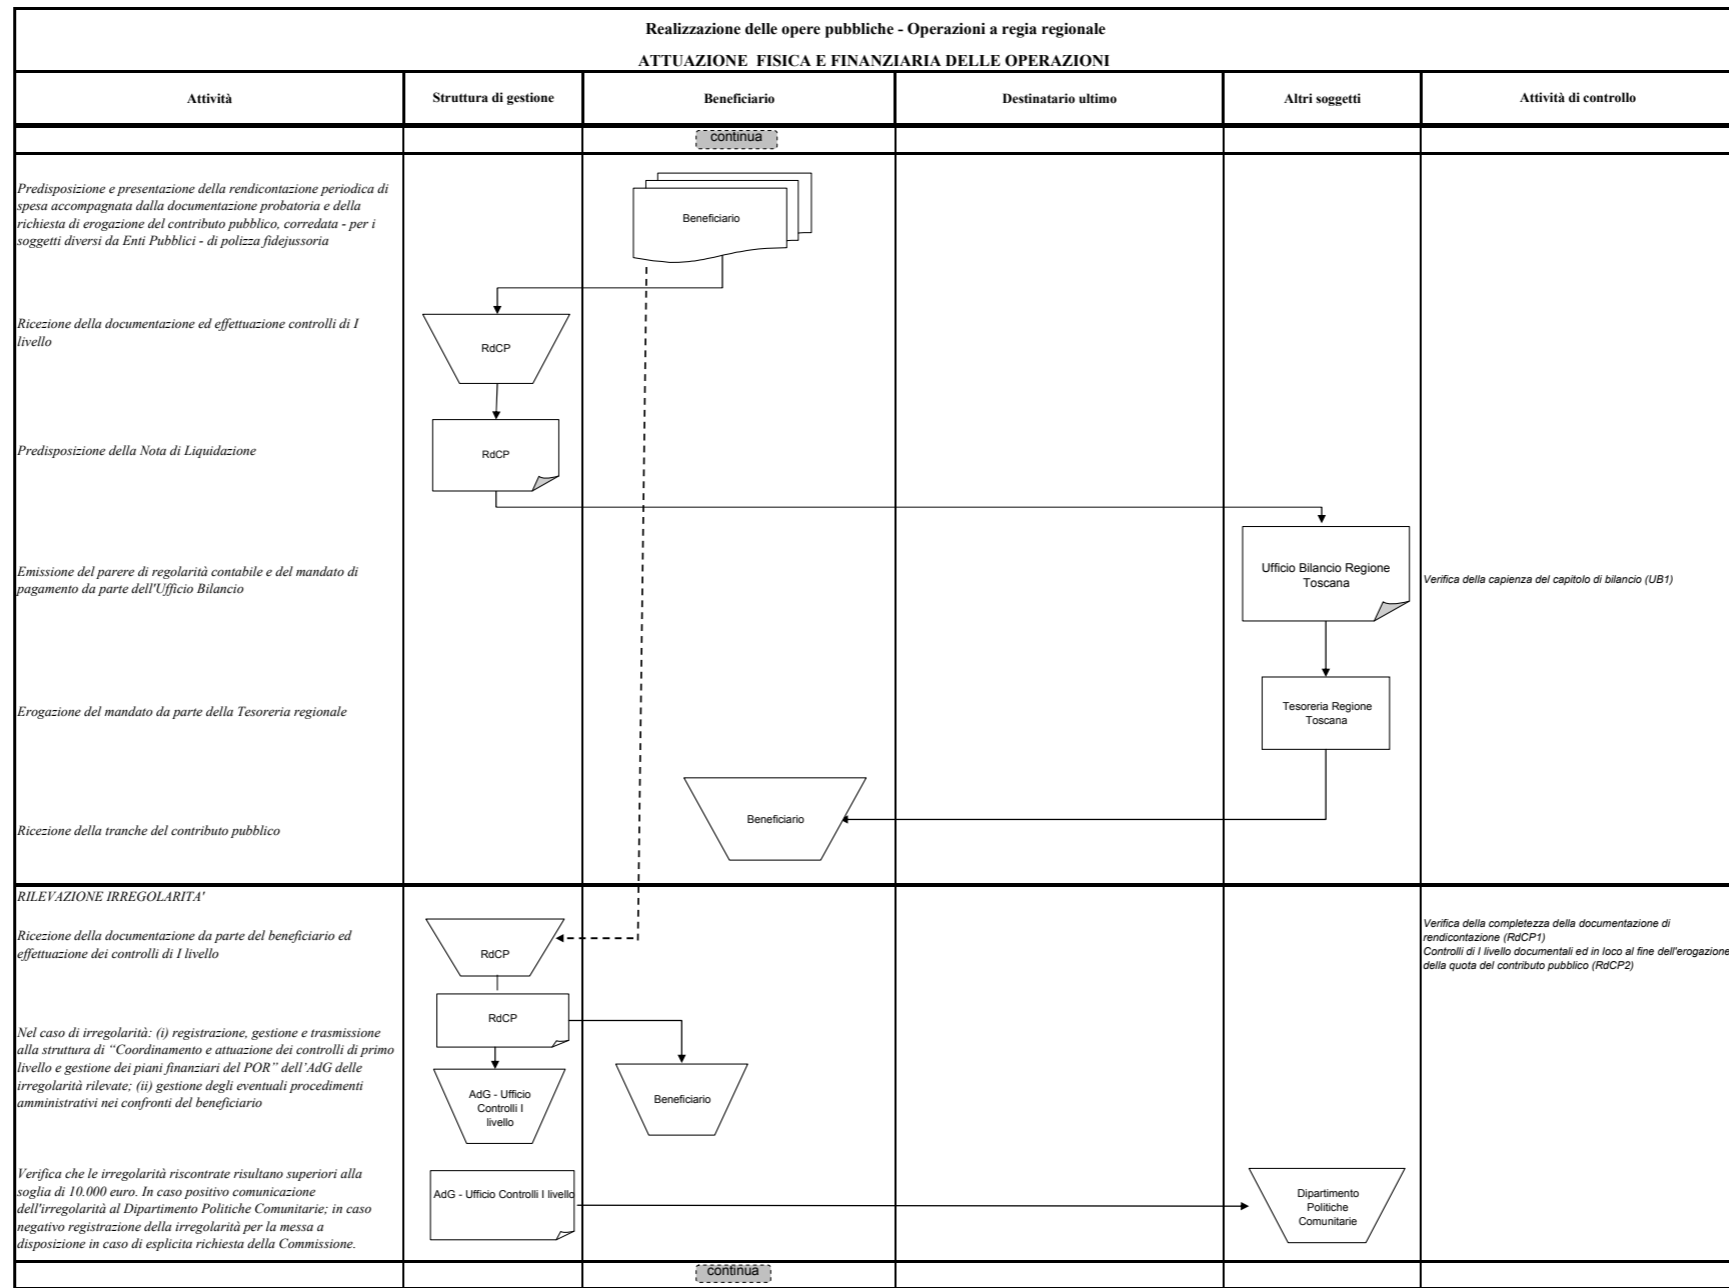 Realizzazione delle opere pubbliche - Operazioni a regia regionale
ATTUAZIONE FISICA E FINANZIARIA DELLE OPERAZIONI
Attività
Struttura di gestione
Beneficiario
Destinatario ultimo
Altri soggetti
Attività di controllo
continua
Predisposizione e presentazione della rendicontazione periodica di
spesa accompagnata dalla documentazione probatoria e della
richiesta di erogazione del contributo pubblico, corredata - per i
soggetti diversi da Enti Pubblici - di polizza fidejussoria
Beneficiario
Ricezione della documentazione ed effettuazione controlli di I
livello
RdCP
Predisposizione della Nota di Liquidazione
RdCP
Emissione del parere di regolarità contabile e del mandato di
pagamento da parte dell'Ufficio Bilancio
Ufficio Bilancio Regione
Toscana
Verifica della capienza del capitolo di bilancio (UB1)
Erogazione del mandato da parte della Tesoreria regionale
Tesoreria Regione
Toscana
Ricezione della tranche del contributo pubblico
Beneficiario
RILEVAZIONE IRREGOLARITA'
Ricezione della documentazione da parte del beneficiario ed
effettuazione dei controlli di I livello
RdCP
Verifica della completezza della documentazione di
rendicontazione (RdCP1)
Controlli di I livello documentali ed in loco al fine dell'erogazione
della quota del contributo pubblico (RdCP2)
RdCP
Nel caso di irregolarità: (i) registrazione, gestione e trasmissione
alla struttura di “Coordinamento e attuazione dei controlli di primo
livello e gestione dei piani finanziari del POR” dell’AdG delle
irregolarità rilevate; (ii) gestione degli eventuali procedimenti
amministrativi nei confronti del beneficiario
AdG - Ufficio
Controlli I
livello
Beneficiario
Verifica che le irregolarità riscontrate risultano superiori alla
soglia di 10.000 euro. In caso positivo comunicazione
dell'irregolarità al Dipartimento Politiche Comunitarie; in caso
negativo registrazione della irregolarità per la messa a
disposizione in caso di esplicita richiesta della Commissione.
AdG - Ufficio Controlli I livello
Dipartimento
Politiche
Comunitarie
continua